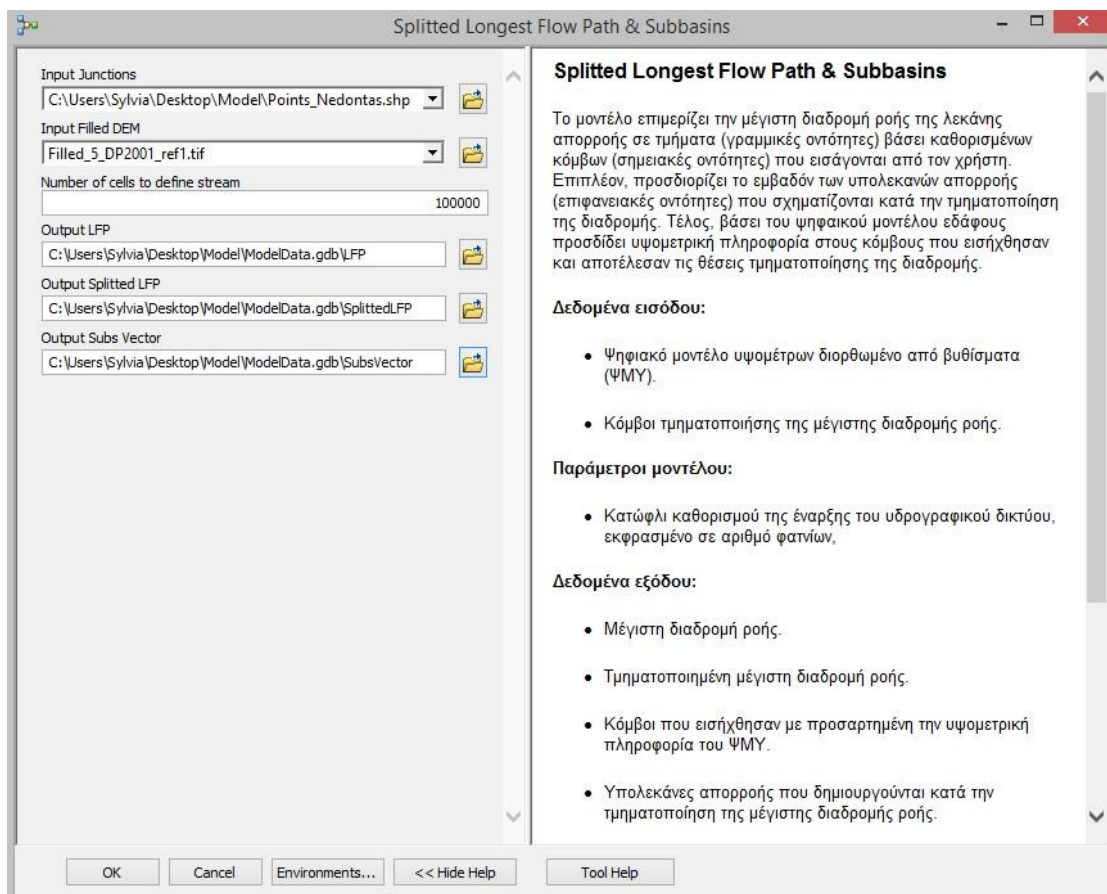 Splitted Longest Flow Path & Subbasins
Input Junctions
C:\Users\Sylvia\Desktop\Model\Points_Nedontas.shp
Input Filled DEM
Filled_5_DP2001_ref1.tif
Number of cells to define stream
100000
Output LFP
C:\Users\Sylvia\Desktop\Model\ModelData.gdb\LFP
Output Splitted LFP
C:\Users\Sylvia\Desktop\Model\ModelData.gdb\SplittedLFP
Output Subs Vector
C:\Users\Sylvia\Desktop\Model\ModelData.gdb\SubsVector
Splitted Longest Flow Path & Subbasins
Το μοντέλο επιμερίζει την μέγιστη διαδρομή ροής της λεκάνης
απορροής σε τμήματα (γραμμικές οντότητες) βάσει καθορισμένων
κόμβων (σημειακές οντότητες) που εισάγονται από τον χρήστη.
Επιπλέον, προσδιορίζει το εμβαδόν των υπολεκανών απορροής
(επιφανειακές οντότητες) που σχηματίζονται κατά την τμηματοποίηση
της διαδρομής. Τέλος, βάσει του ψηφαικού μοντέλου εδάφους
προσδίδει υψομετρική πληροφορία στους κόμβους που εισήχθησαν
και αποτέλεσαν τις θέσεις τμηματοποίησης της διαδρομής.
Δεδομένα εισόδου:
• Ψηφιακό μοντέλο υψομέτρων διορθωμένο από βυθίσματα
(ΨΜΥ).
• Κόμβοι τμηματοποιήσης της μέγιστης διαδρομής ροής.
Παράμετροι μοντέλου:
• Κατώφλι καθορισμού της έναρξης του υδρογραφικού δικτύου,
εκφρασμένο σε αριθμό φατνίων,
Δεδομένα εξόδου:
• Μέγιστη διαδρομή ροής.
• Τμηματοποιημένη μέγιστη διαδρομή ροής.
• Κόμβοι που εισήχθησαν με προσαρτημένη την υψομετρική
πληροφορία του ΨΜΥ.
• Υπολεκάνες απορροής που δημιουργούνται κατά την
τμηματοποίηση της μέγιστης διαδρομής ροής.
OK Cancel Environments... << Hide Help Tool Help